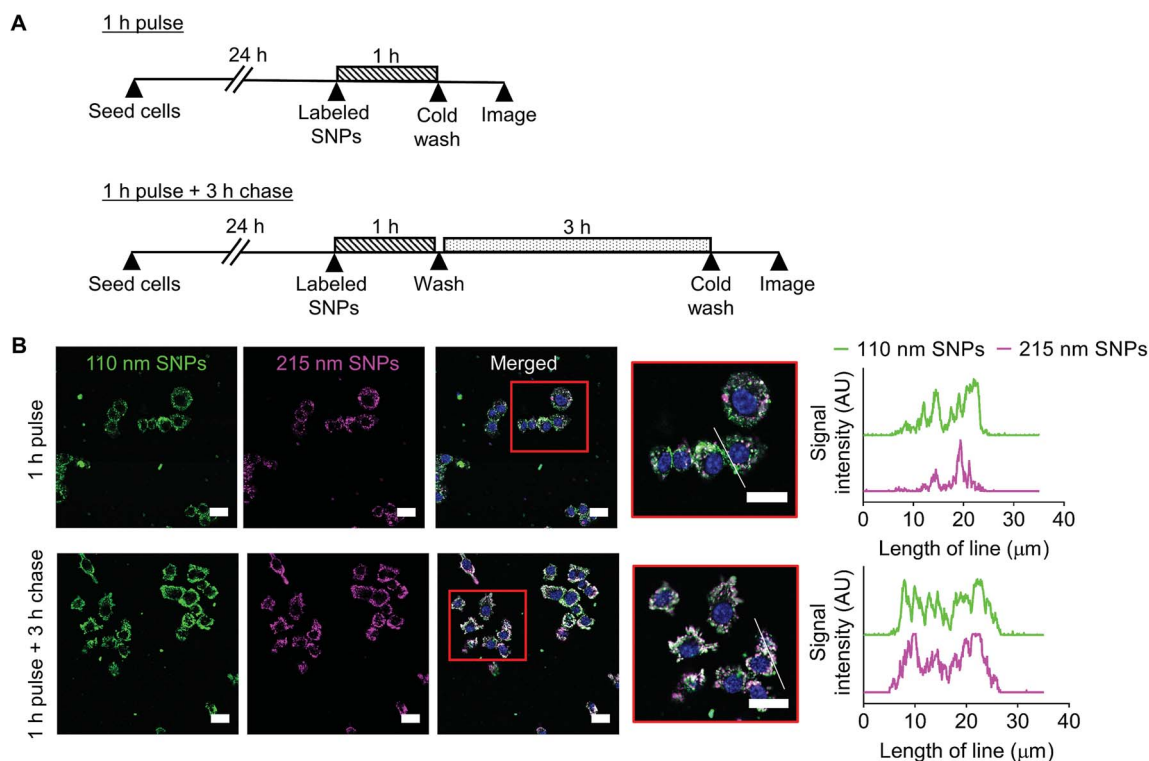 A
1 h pulse
24 h
1 h
Seed cells
Labeled
SNPs
Cold
wash
Image
1 h pulse + 3 h chase
24 h
1 h
3 h
Seed cells
Labeled
SNPs
Wash
Cold
wash
Image
B
110 nm SNPs
215 nm SNPs
Merged
110 nm SNPs
215 nm SNPs
1 h pulse
Signal
intensity (AU)
0
10
20
30
40
Length of line (μm)
1 h pulse + 3 h chase
Signal
intensity (AU)
0
10
20
30
40
Length of line (μm)